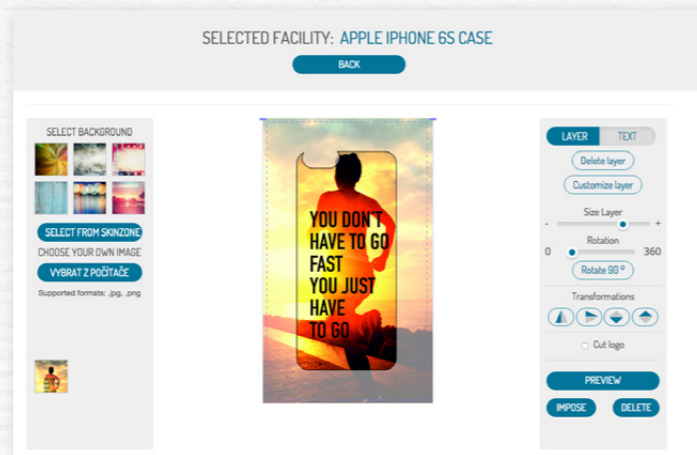 SELECTED FACILITY: APPLE IPHONE 6S CASE
BACK
SELECT BACKGROUND
SELECT FROM SKINZONE
CHOOSE YOUR OWN IMAGE
VYBRAT Z POČÍTAČE
Supported formats: .jpg, .png
YOU DON'T
HAVE TO GO
FAST
YOU JUST
HAVE
TO GO
LAYER TEXT
Delete layer
Customize layer
Size Layer
- +
Rotation
0 360
Rotate 90 °
Transformations
Cut logo
PREVIEW
IMPOSE DELETE